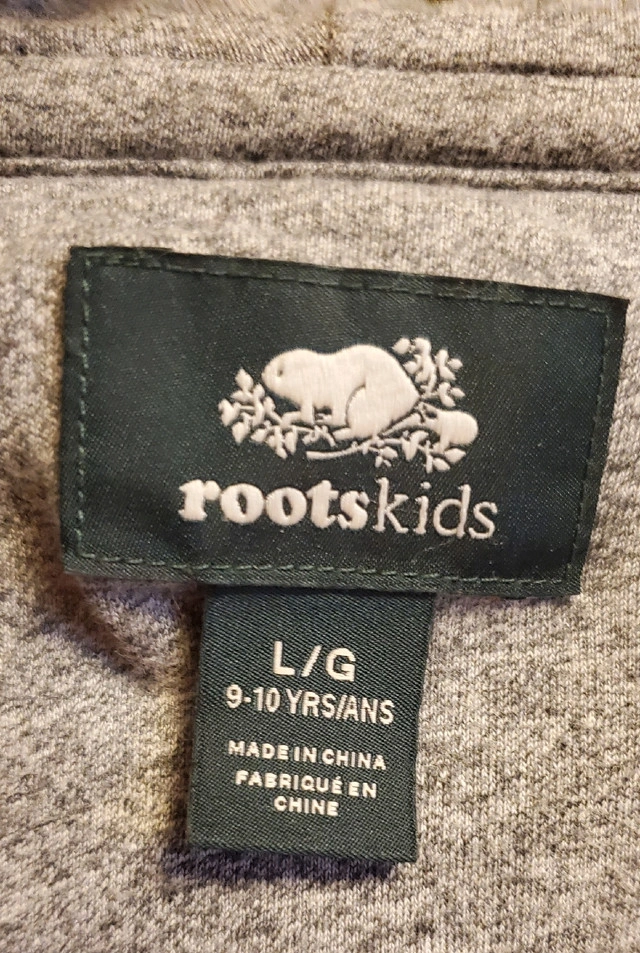 rootskids
L/G
9-10 YRS/ANS
MADE IN CHINA
FABRIQUÉ EN
CHINE